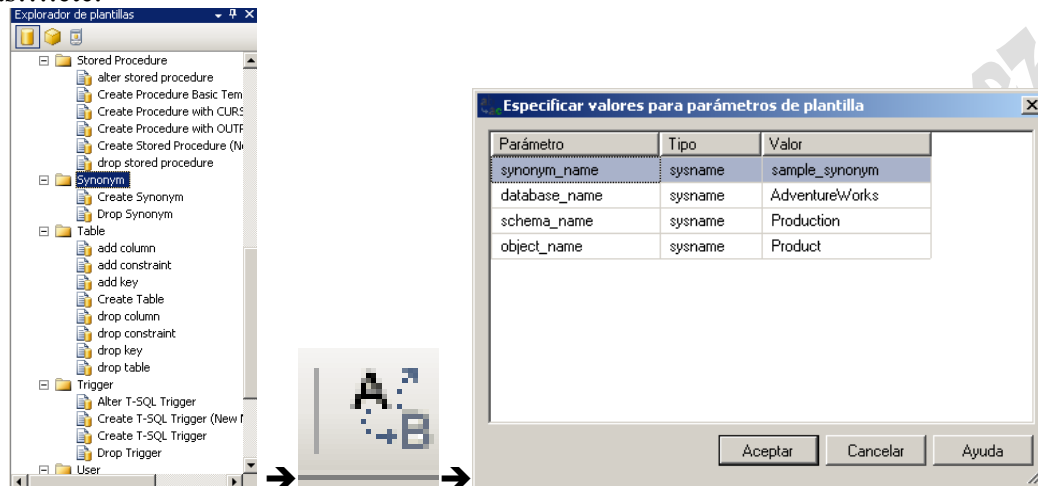 Explorador de plantillas
Stored Procedure
alter stored procedure
Create Procedure Basic Tem
Create Procedure with CURS
Create Procedure with OUTP
Create Stored Procedure (N
drop stored procedure
Synonym
Create Synonym
Drop Synonym
Table
add column
add constraint
add key
Create Table
drop column
drop constraint
drop key
drop table
Trigger
Alter T-SQL Trigger
Create T-SQL Trigger (New
Create T-SQL Trigger
Drop Trigger
User
A
B
Especificar valores para parámetros de plantilla
Parámetro Tipo Valor
synonym_name sysname sample_synonym
database_name sysname AdventureWorks
schema_name sysname Production
object_name sysname Product
Aceptar Cancelar Ayuda